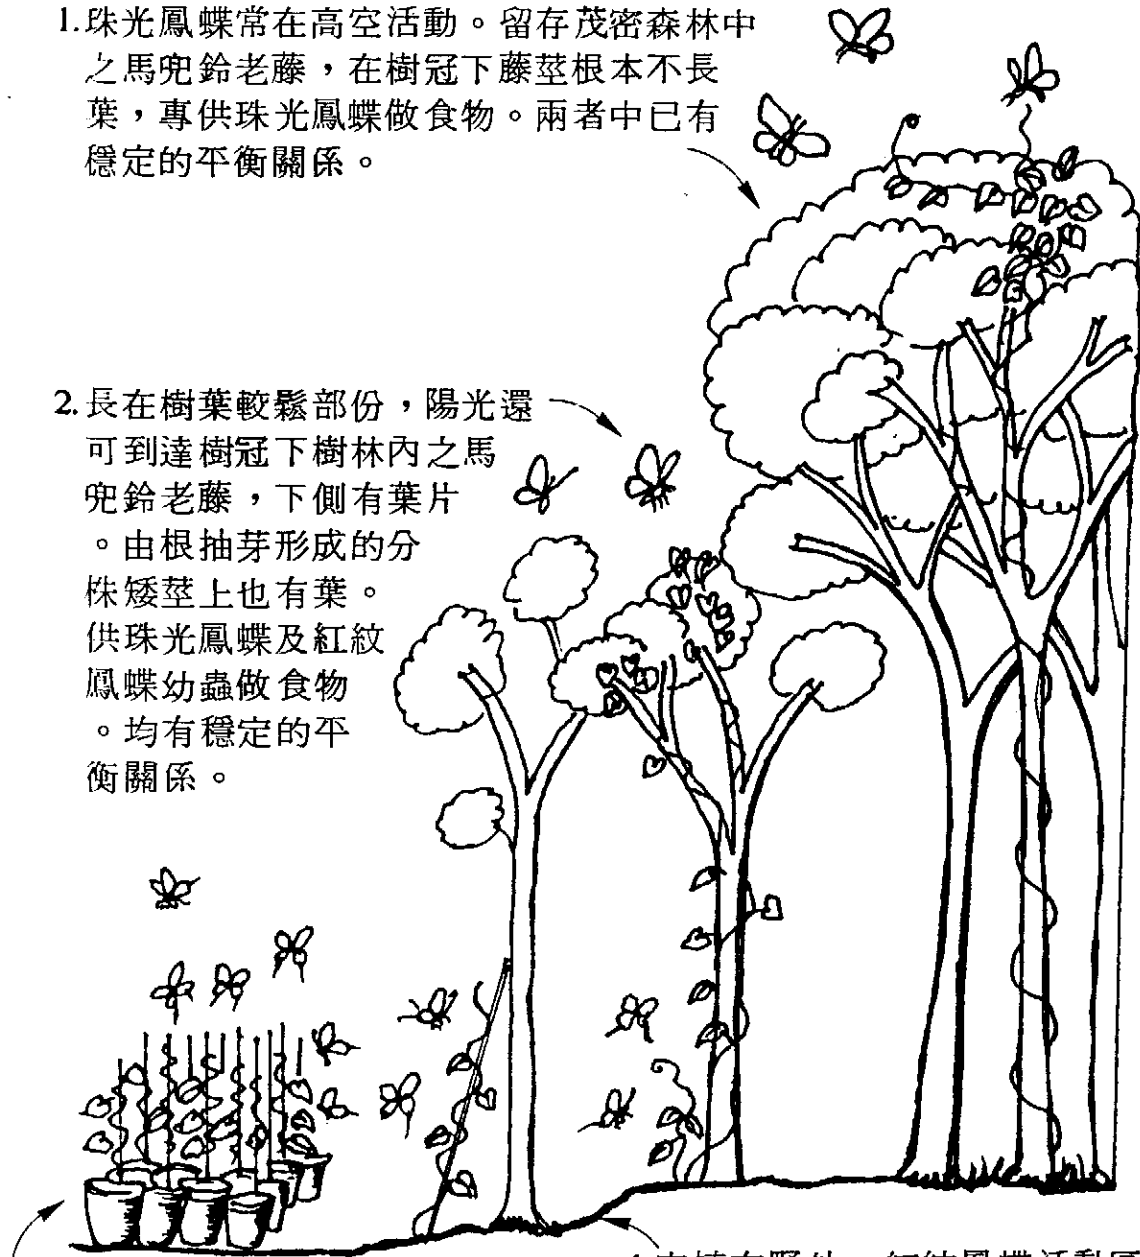 1.珠光鳳蝶常在高空活動。留存茂密森林中
之馬兜鈴老藤，在樹冠下藤莖根本不長
葉，專供珠光鳳蝶做食物。兩者中已有
穩定的平衡關係。
2.長在樹葉較鬆部份，陽光還
可到達樹冠下樹林內之馬
兜鈴老藤，下側有葉片
。由根抽芽形成的分
株矮莖上也有葉。
供珠光鳳蝶及紅紋
鳳蝶幼蟲做食物
。均有穩定的平
衡關係。